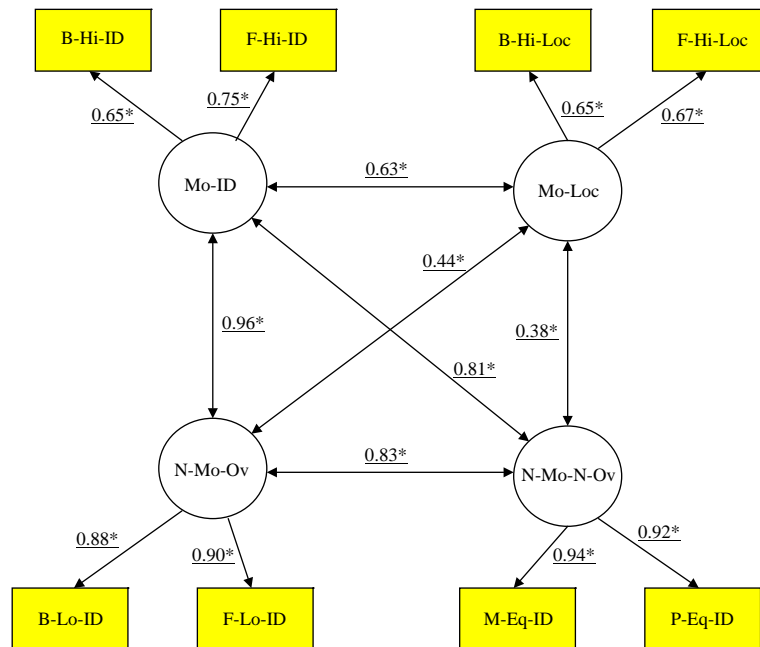 B-Hi-ID
F-Hi-ID
B-Hi-Loc
F-Hi-Loc
0.65*
0.75*
0.65*
0.67*
Mo-ID
0.63*
Mo-Loc
0.44*
0.96*
0.38*
0.81*
N-Mo-Ov
0.83*
N-Mo-N-Ov
0.88*
0.90*
0.94*
0.92*
B-Lo-ID
F-Lo-ID
M-Eq-ID
P-Eq-ID